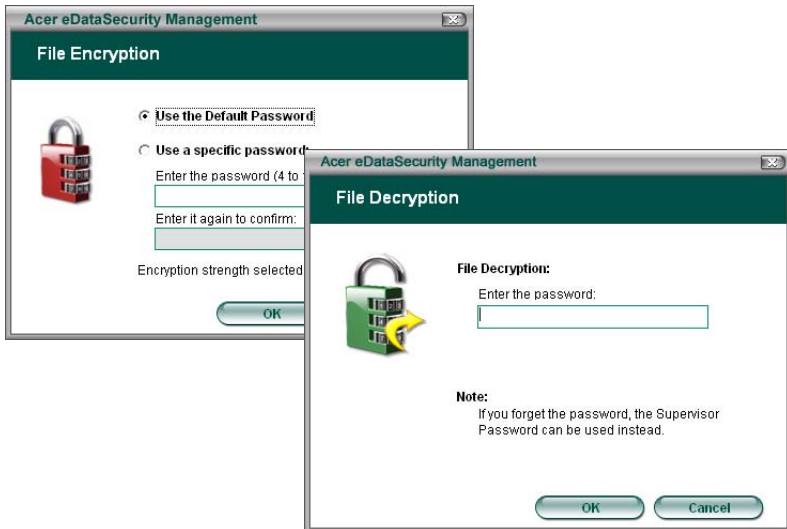 Acer eDataSecurity Management
File Encryption
Use the Default Password
Use a specific password:
Enter the password (4 to
Enter it again to confirm:
Encryption strength selected
OK
Acer eDataSecurity Management
File Decryption
File Decryption:
Enter the password:
Note:
If you forget the password, the Supervisor
Password can be used instead.
OK
Cancel